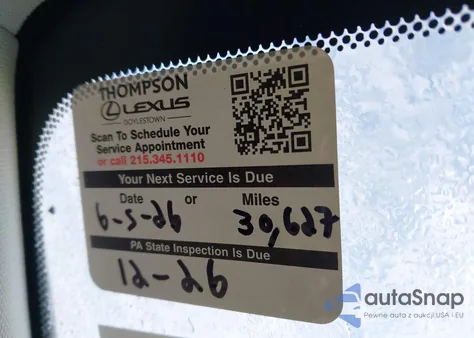 THOMPSON
LEXUS
DOYLESTOWN
Scan To Schedule Your
Service Appointment
or call 215.345.1110
Your Next Service Is Due
Date or Miles
6-5-26 30,627
PA State Inspection Is Due
12-26
autaSnap
Pewne auta z aukcji USA i EU